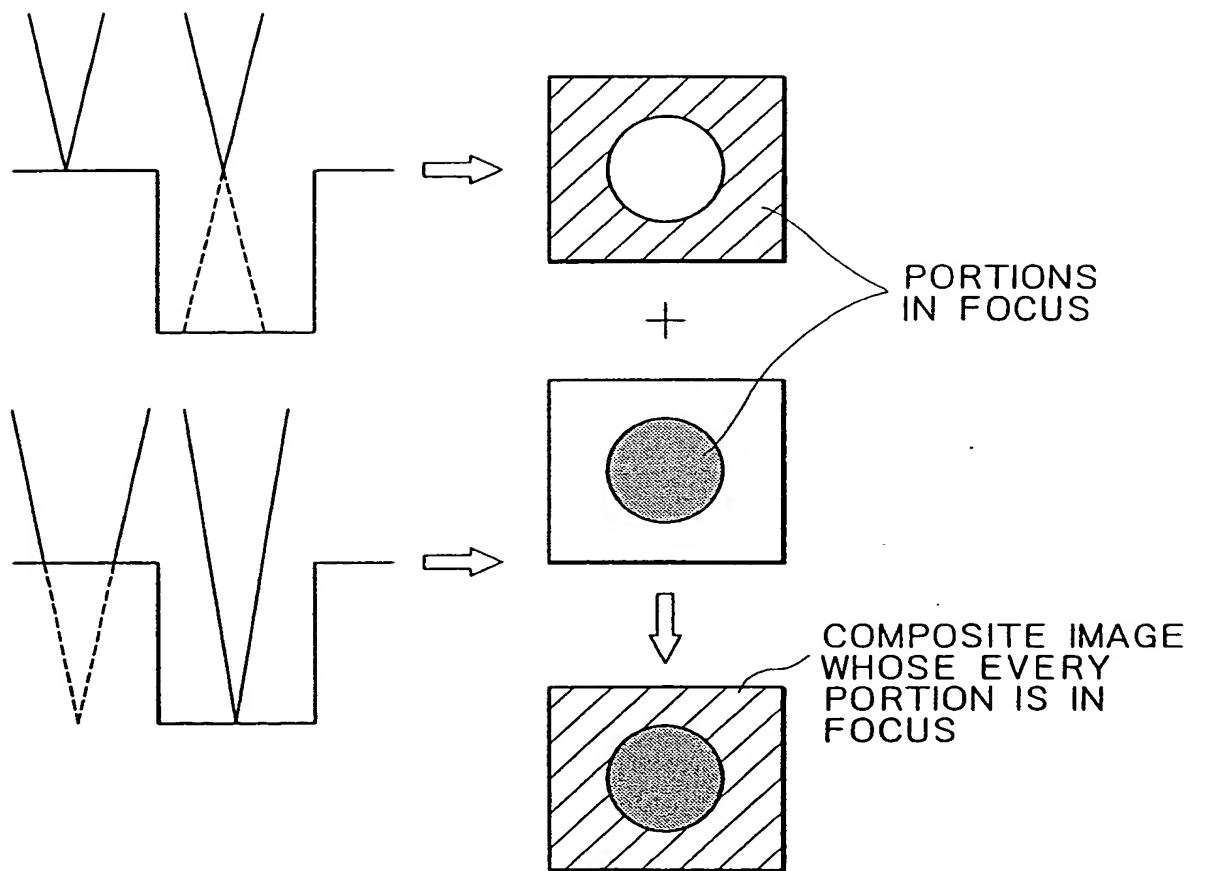 PORTIONS
IN FOCUS
COMPOSITE IMAGE
WHOSE EVERY
PORTION IS IN
FOCUS